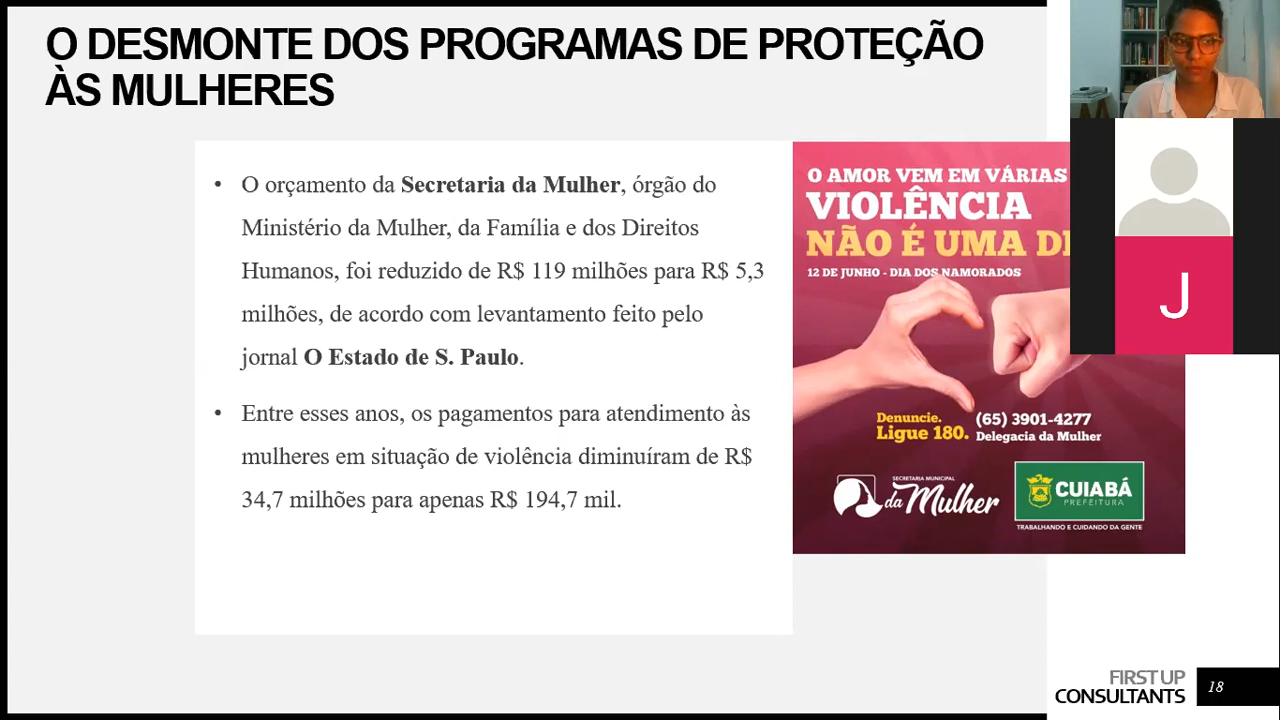 O DESMONTE DOS PROGRAMAS DE PROTEÇÃO
ÀS MULHERES
• O orçamento da Secretaria da Mulher, órgão do
Ministério da Mulher, da Família e dos Direitos
Humanos, foi reduzido de R$ 119 milhões para R$ 5,3
milhões, de acordo com levantamento feito pelo
jornal O Estado de S. Paulo.
• Entre esses anos, os pagamentos para atendimento às
mulheres em situação de violência diminuíram de R$
34,7 milhões para apenas R$ 194,7 mil.
O AMOR VEM EM VÁRIAS
VIOLÊNCIA
NÃO É UMA
12 DE JUNHO - DIA DOS NAMORADOS
Denuncie.
Ligue 180.
(65) 3901-4277
Delegacia da Mulher
SECRETARIA MUNICIPAL
da Mulher
CUIABÁ
PREFEITURA
TRABALHANDO E CUIDANDO DA GENTE
J
FIRST UP
CONSULTANTS
18